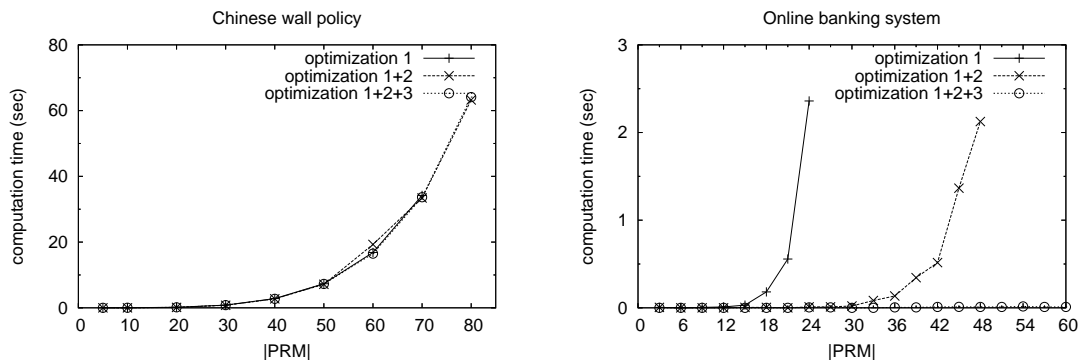 Chinese wall policy
computation time (sec)
80
60
40
20
0
0 10 20 30 40 50 60 70 80
|PRM|
optimization 1
optimization 1+2
optimization 1+2+3
Online banking system
computation time (sec)
3
2
1
0
0 6 12 18 24 30 36 42 48 54 60
|PRM|
optimization 1
optimization 1+2
optimization 1+2+3